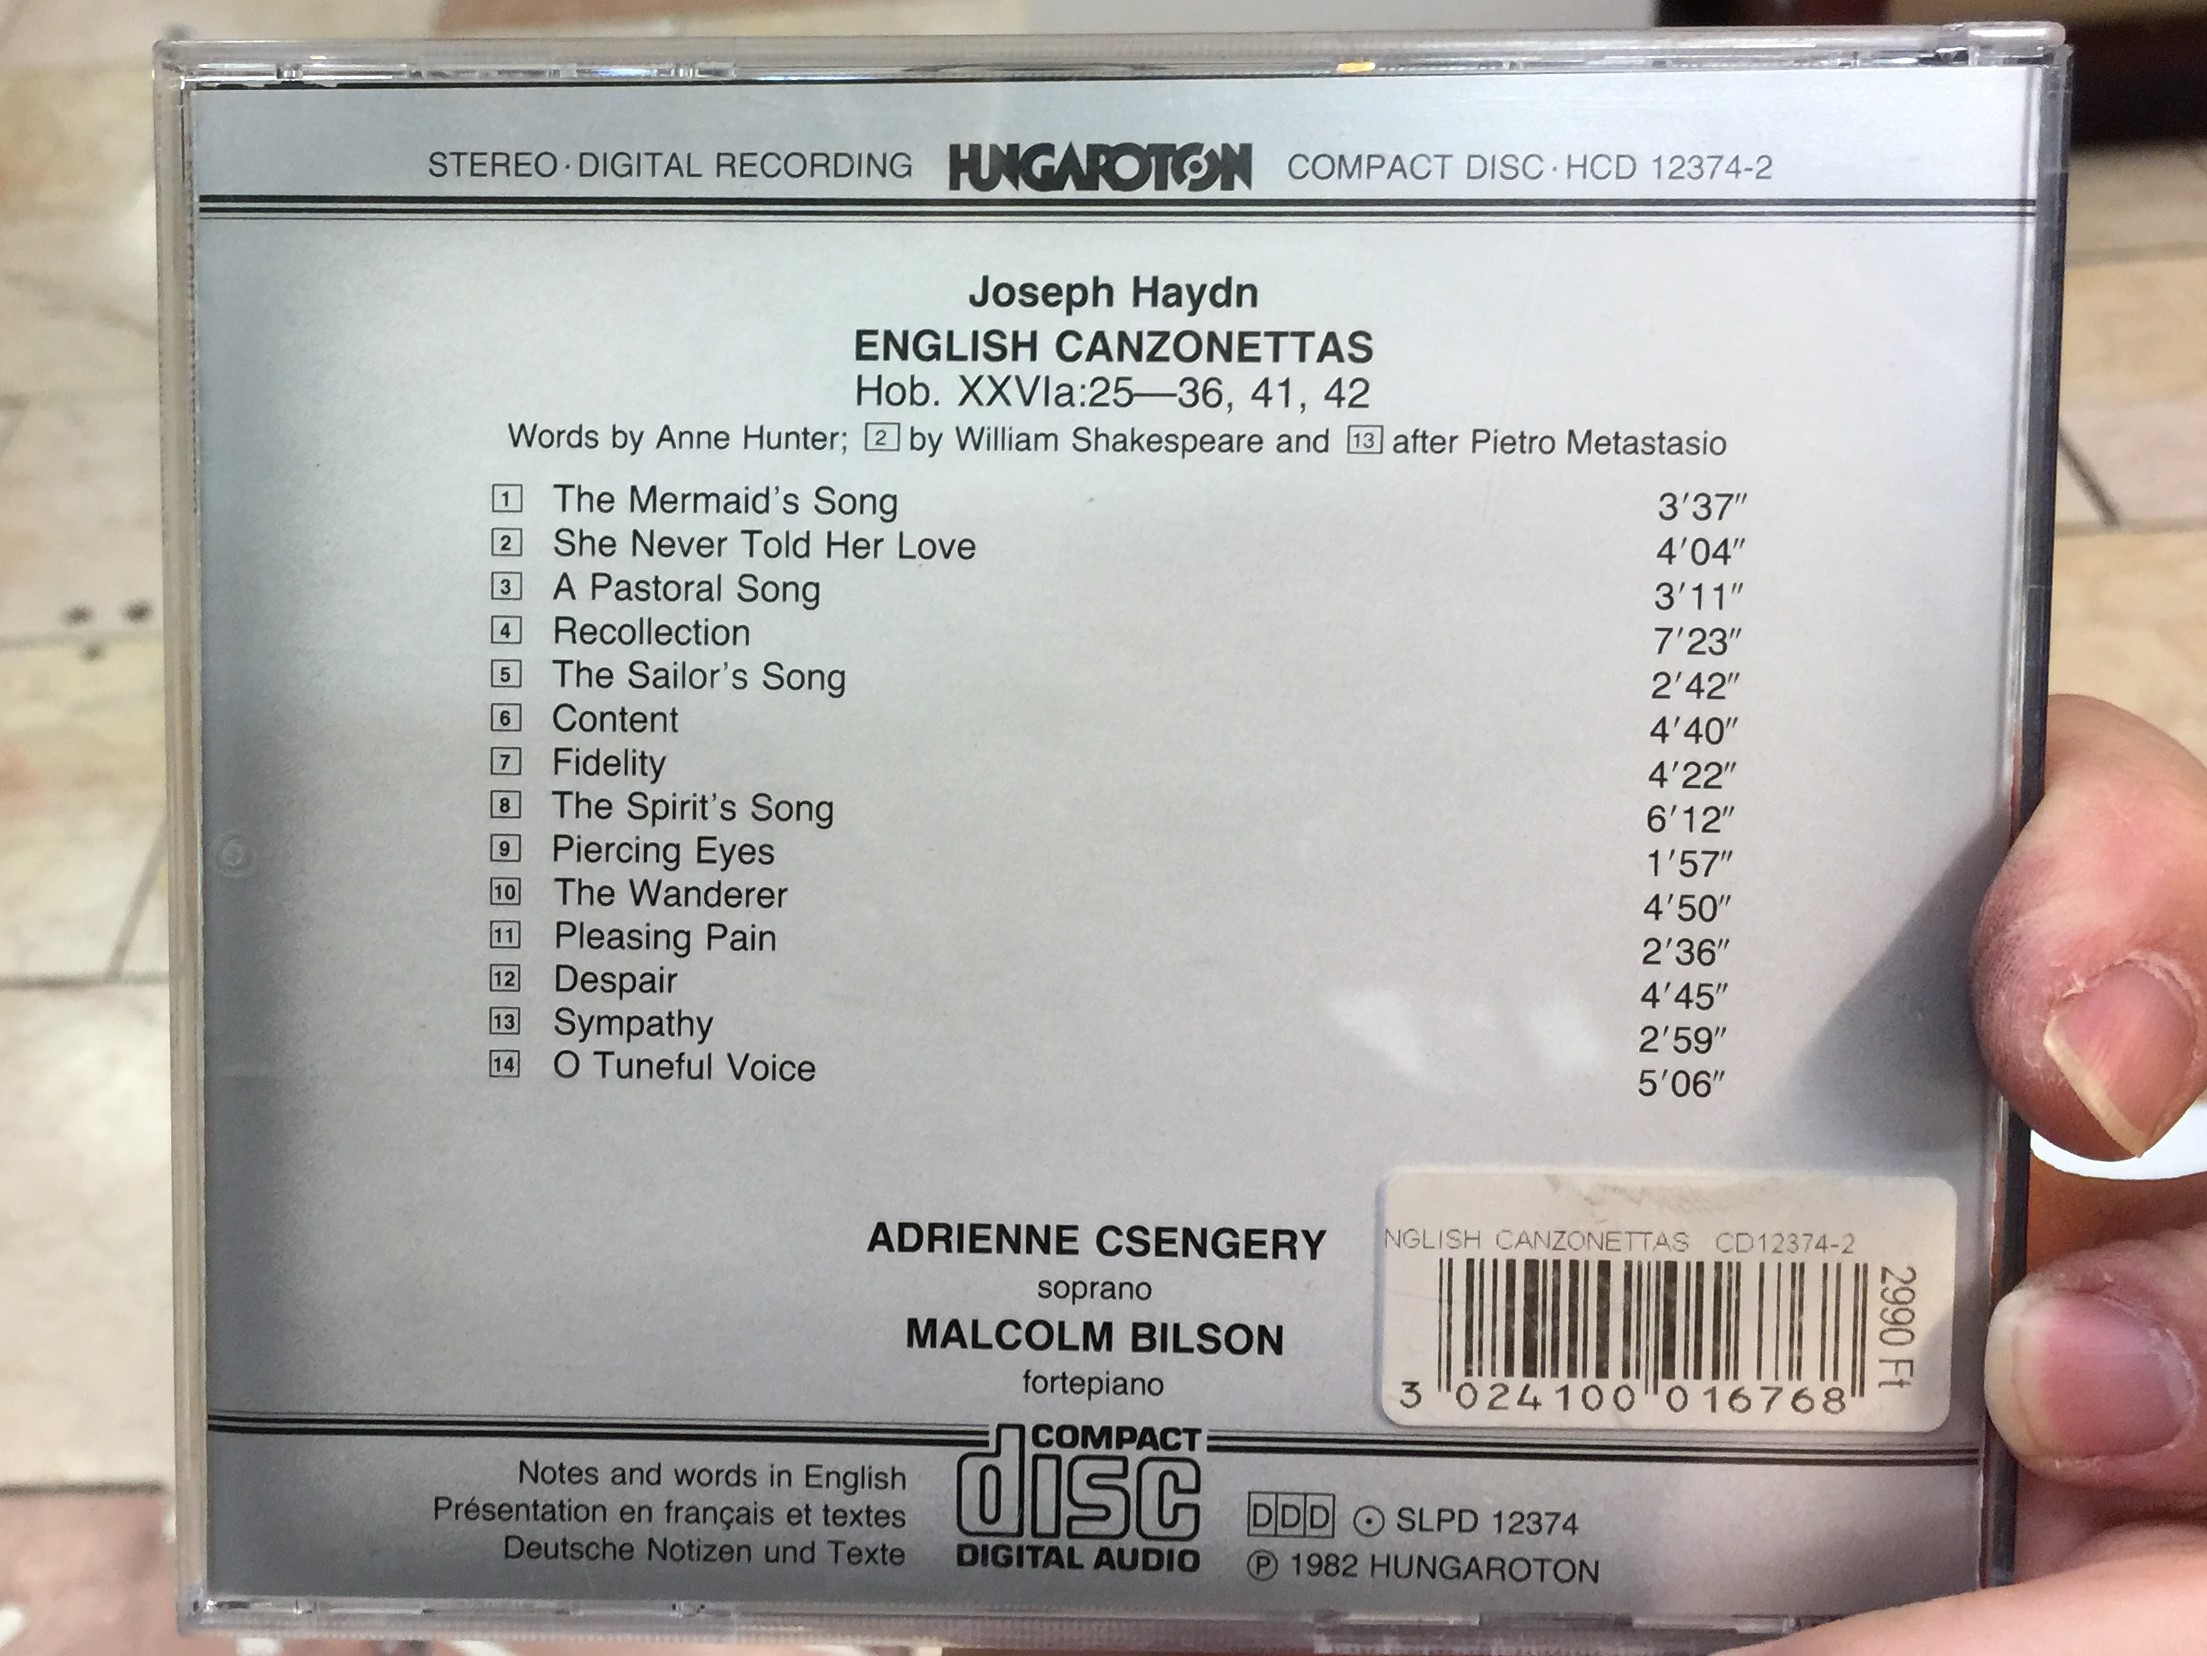 STEREO·DIGITAL RECORDING HUNGAROTON COMPACT DISC·HCD 12374-2
Joseph Haydn
ENGLISH CANZONETTAS
Hob. XXVIa:25—36, 41, 42
Words by Anne Hunter; 2 by William Shakespeare and 13 after Pietro Metastasio
1 The Mermaid's Song 3'37"
2 She Never Told Her Love 4'04"
3 A Pastoral Song 3'11"
4 Recollection 7'23"
5 The Sailor's Song 2'42"
6 Content 4'40"
7 Fidelity 4'22"
8 The Spirit's Song 6'12"
9 Piercing Eyes 1'57"
10 The Wanderer 4'50"
11 Pleasing Pain 2'36"
12 Despair 4'45"
13 Sympathy 2'59"
14 O Tuneful Voice 5'06"
ADRIENNE CSENGERY
soprano
MALCOLM BILSON
fortepiano
NGLISH CANZONETTAS CD12374-2
2990 Ft
3 024100 016768
Notes and words in English
Présentation en français et textes
Deutsche Notizen und Texte
COMPACT
disc
DIGITAL AUDIO
DDD ⊙ SLPD 12374
℗ 1982 HUNGAROTON